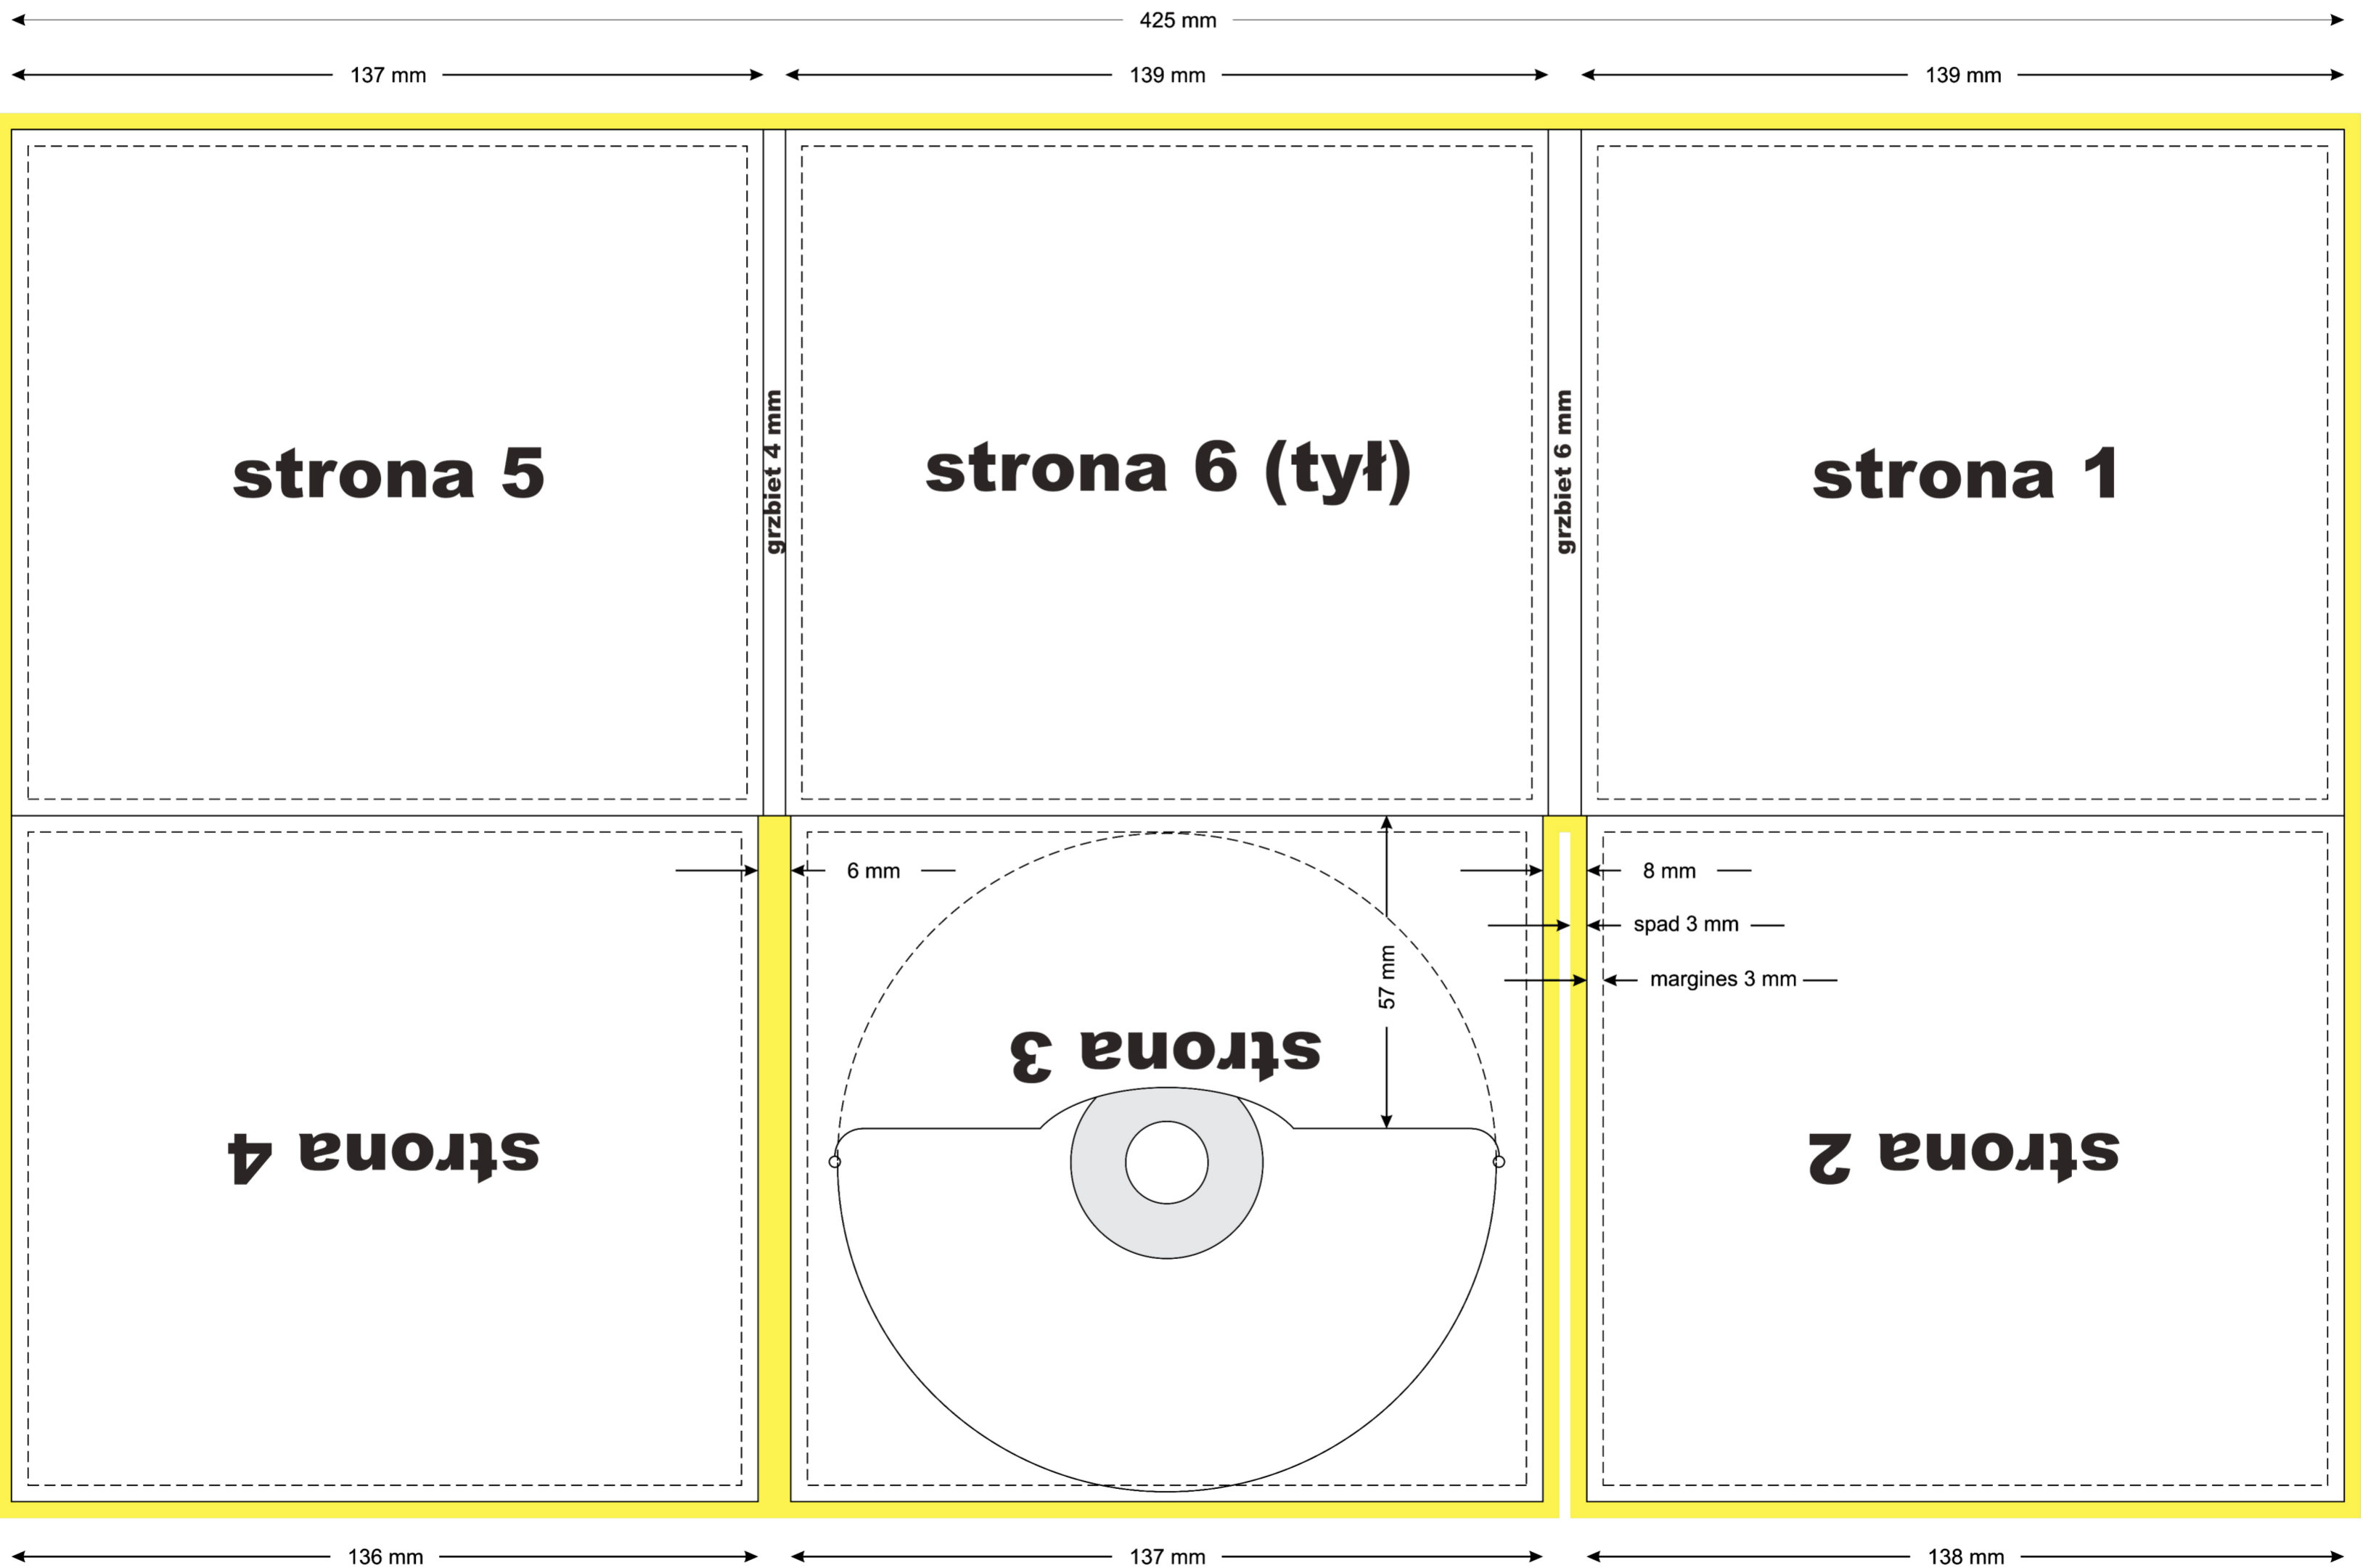 425 mm
137 mm
139 mm
139 mm
strona 5
grzbiet 4 mm
strona 6 (tył)
grzbiet 6 mm
strona 1
6 mm
8 mm
spad 3 mm
57 mm
margines 3 mm
strona 3
strona 4
strona 2
136 mm
137 mm
138 mm